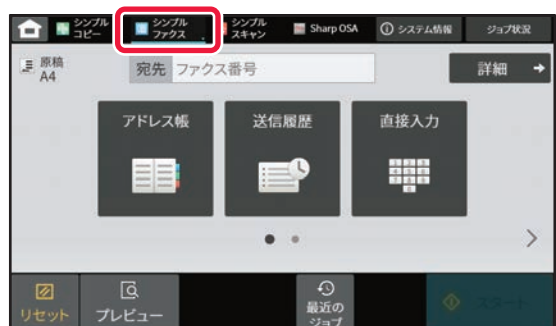 シンプル
コピー
シンプル
ファクス
シンプル
スキャン
Sharp OSA
システム情報
ジョブ状況
原稿
A4
宛先 ファクス番号
詳細
アドレス帳
送信履歴
直接入力
リセット
プレビュー
最近の
ジョブ
スタート